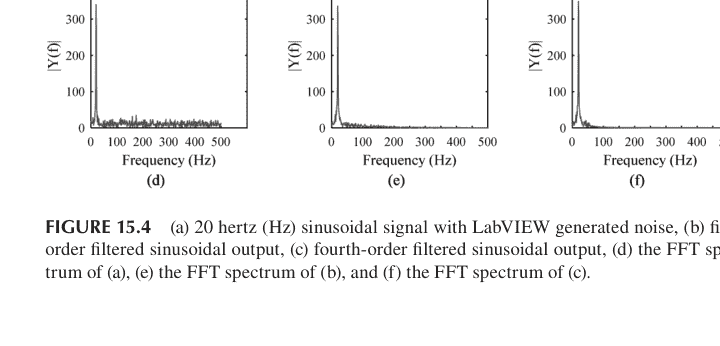 300
200
100
0
|Y(f)|
0 100 200 300 400 500 600
Frequency (Hz)
(d)
300
200
100
0
|Y(f)|
0 100 200 300 400 500
Frequency (Hz)
(e)
300
200
100
0
|Y(f)|
0 100 200 300 400
Frequency (Hz)
(f)
FIGURE 15.4 (a) 20 hertz (Hz) sinusoidal signal with LabVIEW generated noise, (b) fi
order filtered sinusoidal output, (c) fourth-order filtered sinusoidal output, (d) the FFT sp
trum of (a), (e) the FFT spectrum of (b), and (f) the FFT spectrum of (c).